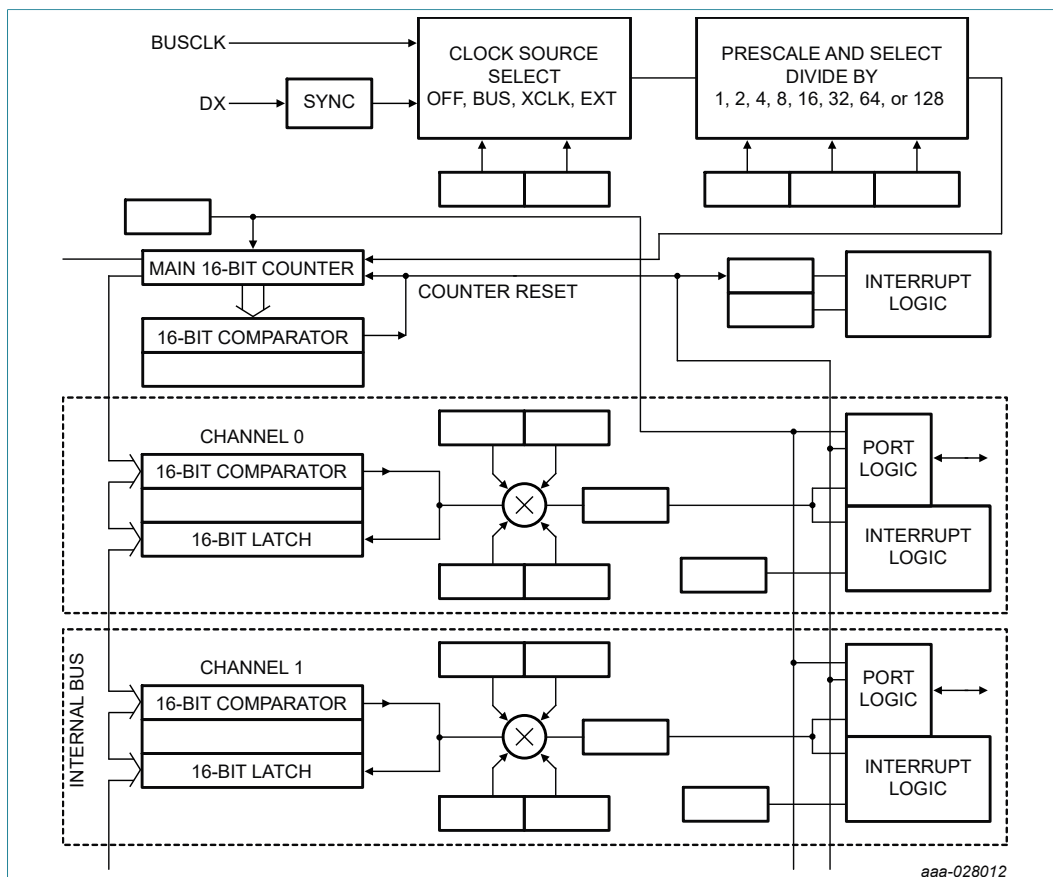 BUSCLK
DX
SYNC
CLOCK SOURCE
SELECT
OFF, BUS, XCLK, EXT
PRESCALE AND SELECT
DIVIDE BY
1, 2, 4, 8, 16, 32, 64, or 128
MAIN 16-BIT COUNTER
COUNTER RESET
INTERRUPT
LOGIC
16-BIT COMPARATOR
CHANNEL 0
16-BIT COMPARATOR
16-BIT LATCH
PORT
LOGIC
INTERRUPT
LOGIC
INTERNAL BUS
CHANNEL 1
16-BIT COMPARATOR
16-BIT LATCH
PORT
LOGIC
INTERRUPT
LOGIC
aaa-028012